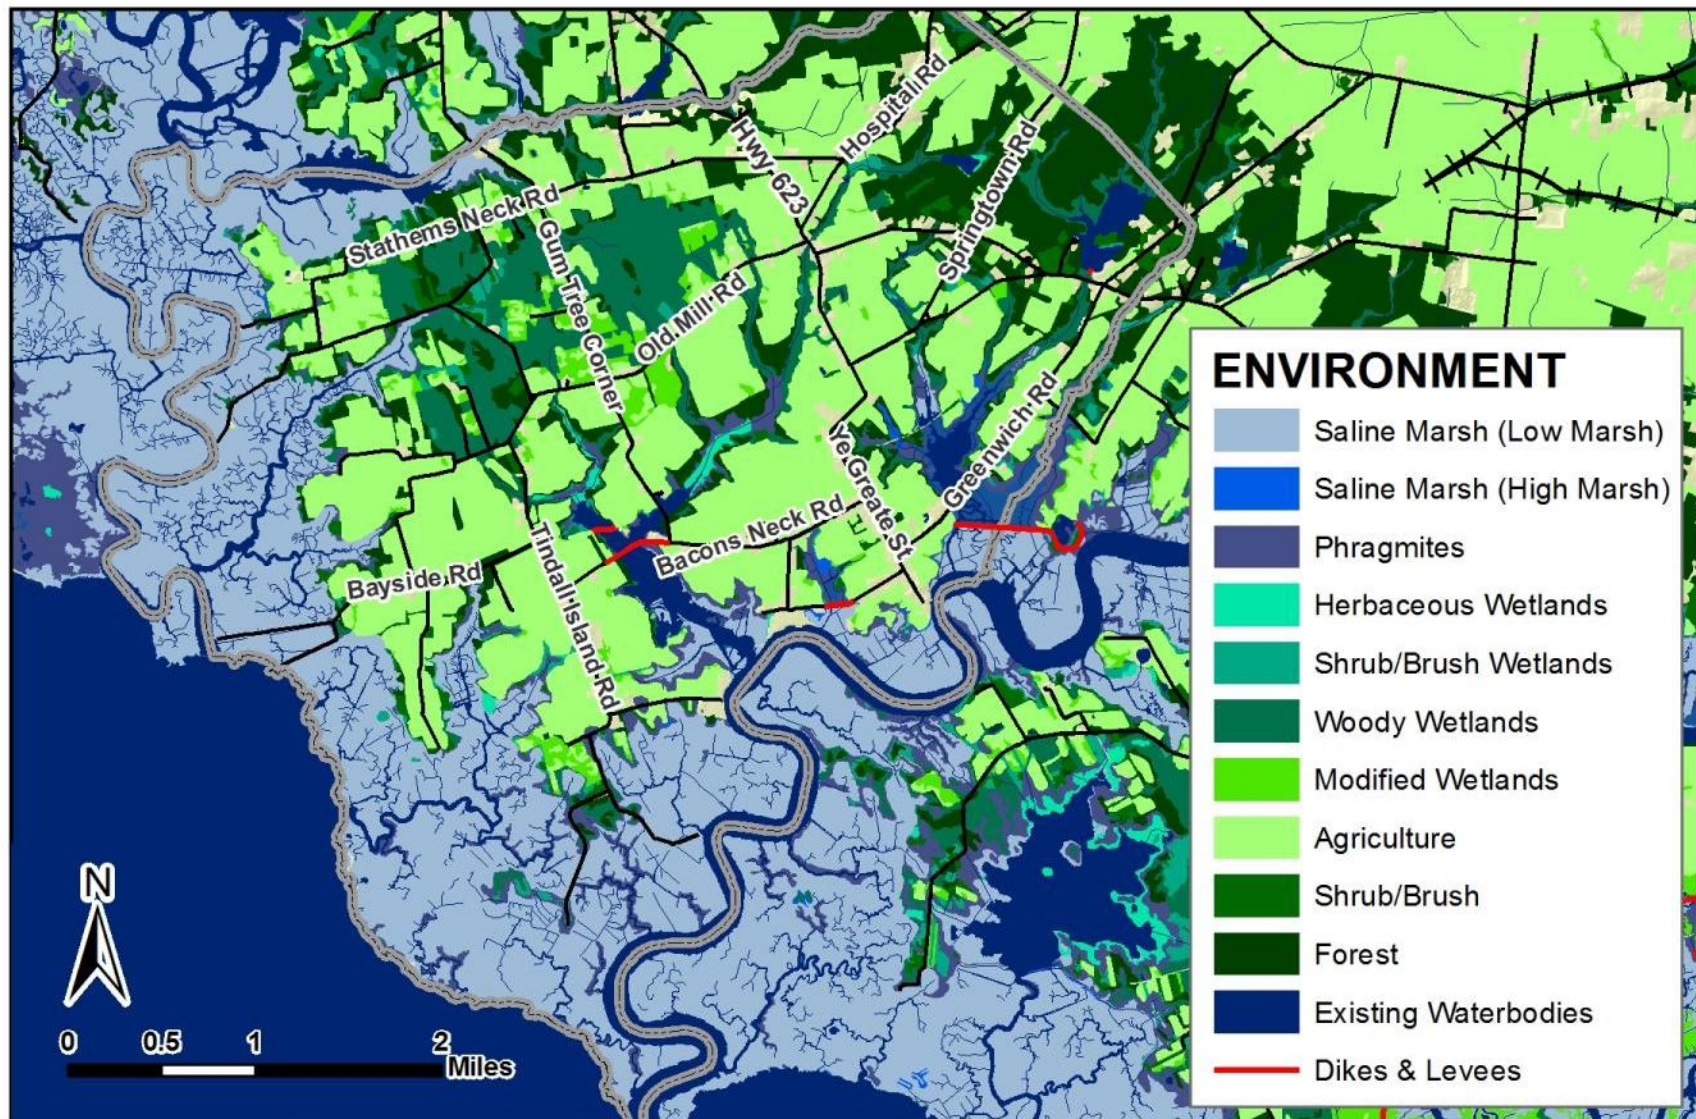 Hospitalir Rd
Hwy 623
Springtown Rd
Stathems Neck Rd
Gum Tree Corner
Old Mill Rd
Greenwich Rd
Ye Greate St
Bacons Neck Rd
Tindall Island Rd
Bayside Rd
ENVIRONMENT
Saline Marsh (Low Marsh)
Saline Marsh (High Marsh)
Phragmites
Herbaceous Wetlands
Shrub/Brush Wetlands
Woody Wetlands
Modified Wetlands
Agriculture
Shrub/Brush
Forest
Existing Waterbodies
Dikes & Levees
N
0 0.5 1 2
Miles